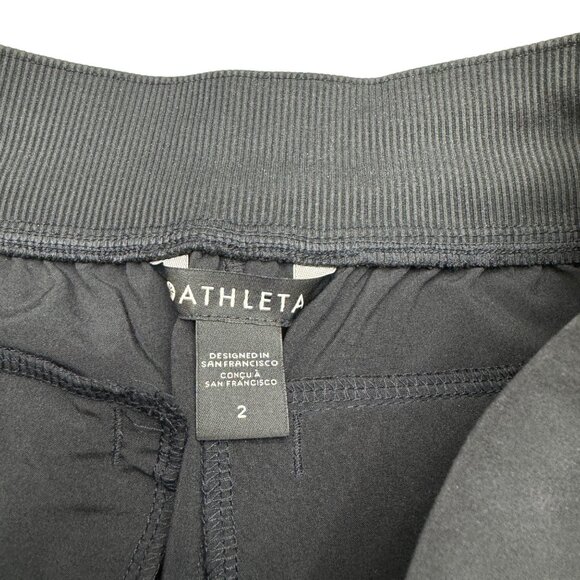 ATHLETA
DESIGNED IN
SAN FRANCISCO
CONÇU À
SAN FRANCISCO
2